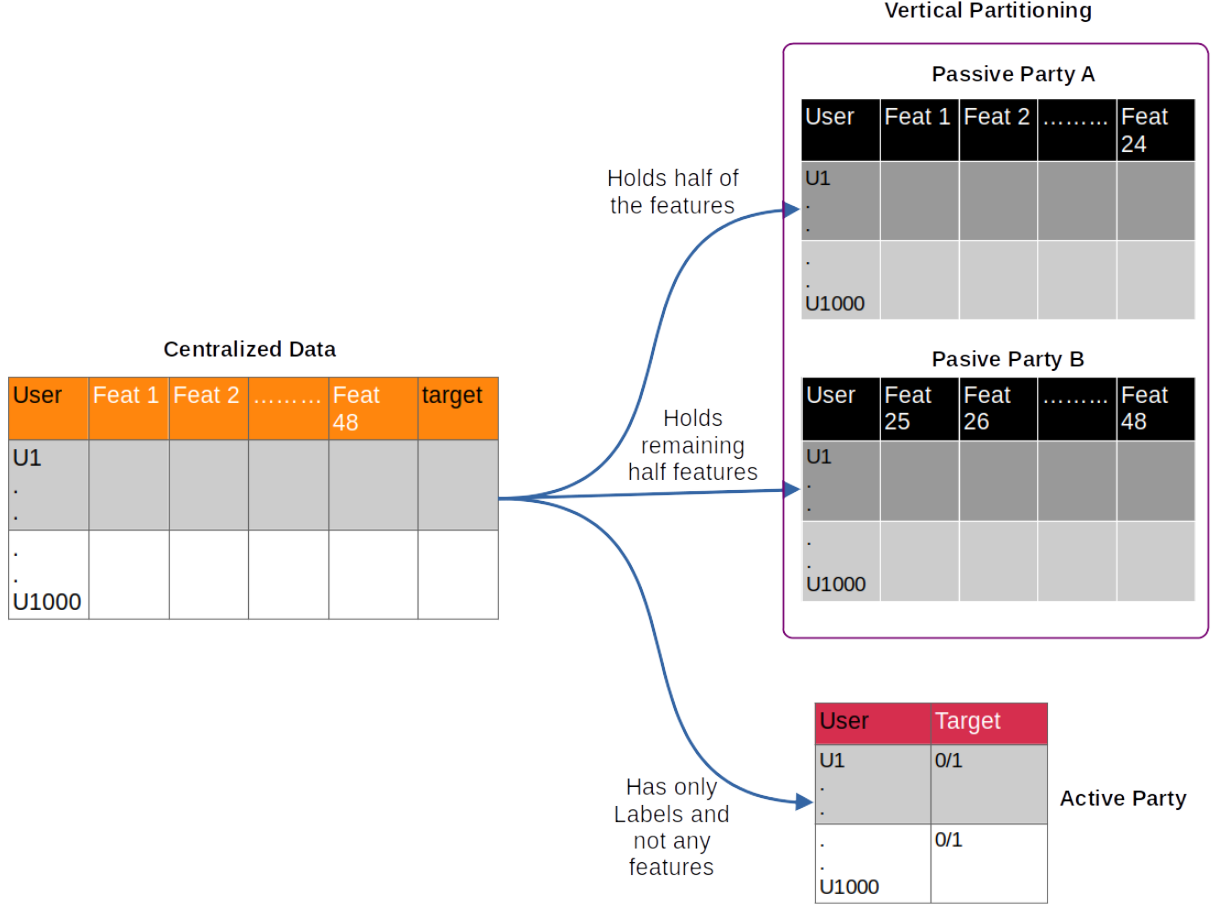 Vertical Partitioning
Passive Party A
User Feat 1 Feat 2 ……... Feat
24
U1
.
.
.
.
U1000
Holds half of
the features
Centralized Data
User Feat 1 Feat 2 ……… Feat target
48
U1
.
.
.
.
U1000
Holds
remaining
half features
Pasive Party B
User Feat Feat ……... Feat
25 26 48
U1
.
.
.
.
U1000
Has only
Labels and
not any
features
User Target
U1 0/1
.
.
. 0/1
.
U1000
Active Party